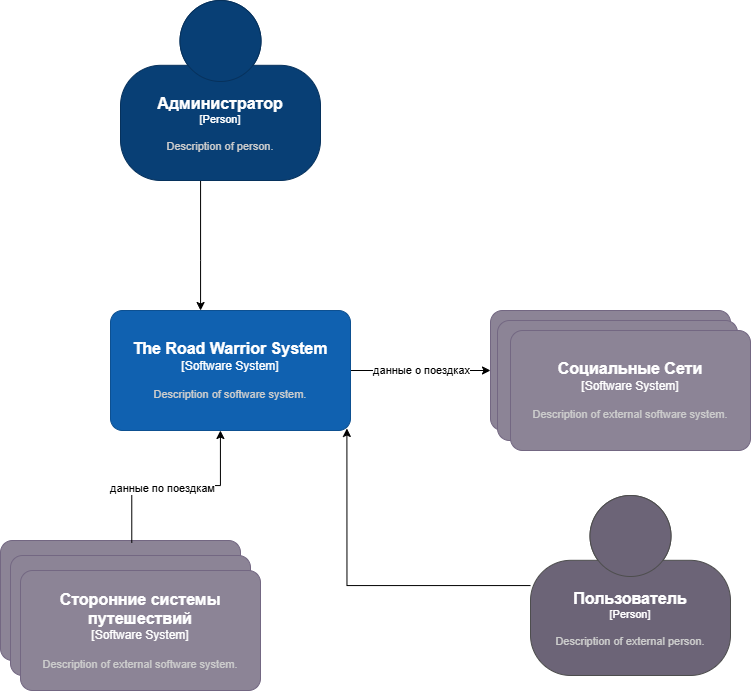 Администратор
[Person]
Description of person.
The Road Warrior System
[Software System]
Description of software system.
данные о поездках
Социальные Сети
[Software System]
Description of external software system.
данные по поездкам
Сторонние системы
путешествий
[Software System]
Description of external software system.
Пользователь
[Person]
Description of external person.